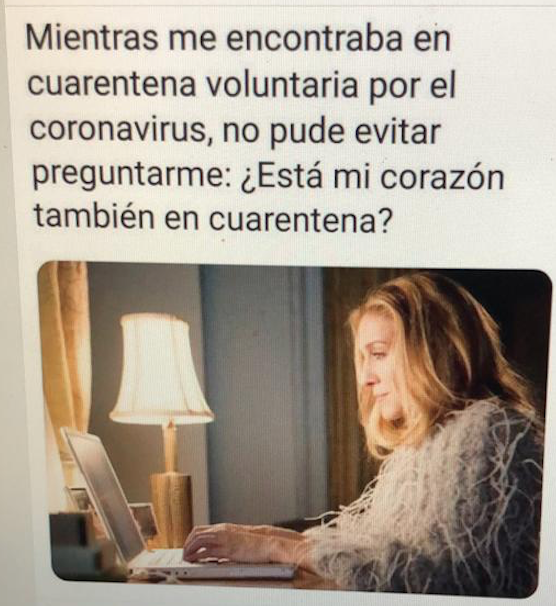 Mientras me encontraba en
cuarentena voluntaria por el
coronavirus, no pude evitar
preguntarme: ¿Está mi corazón
también en cuarentena?